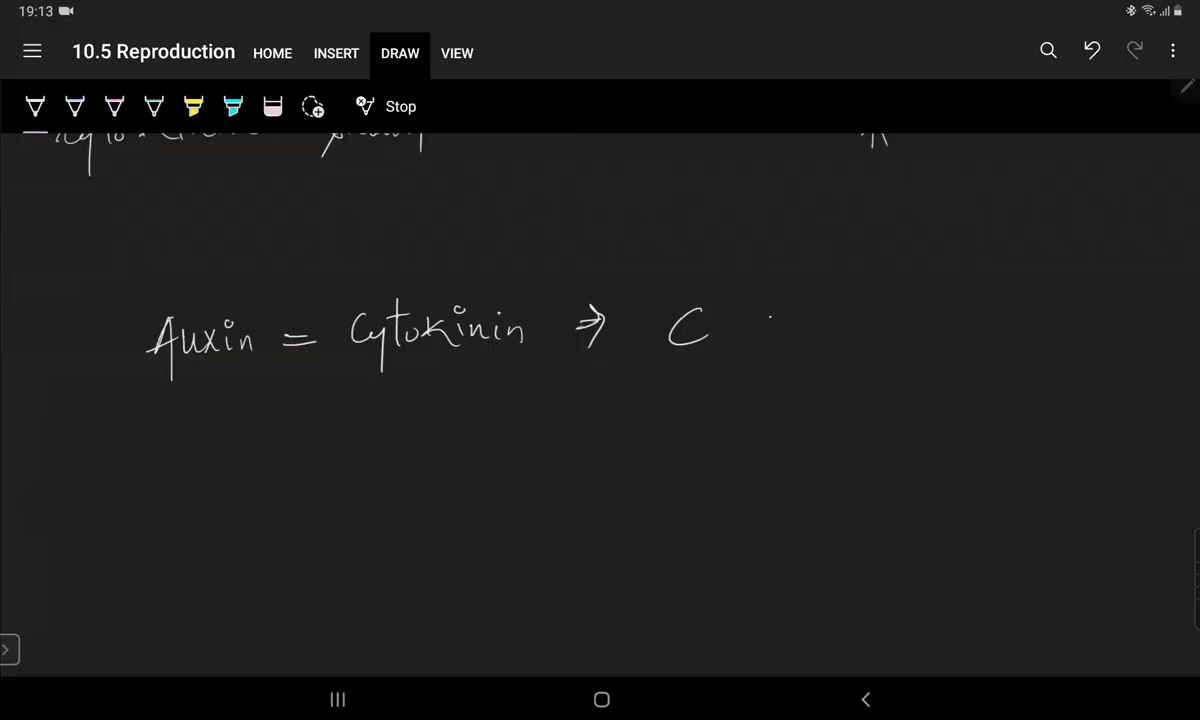 19:13
10.5 Reproduction HOME INSERT DRAW VIEW
Stop
Auxin = Cytokinin ⇒ C